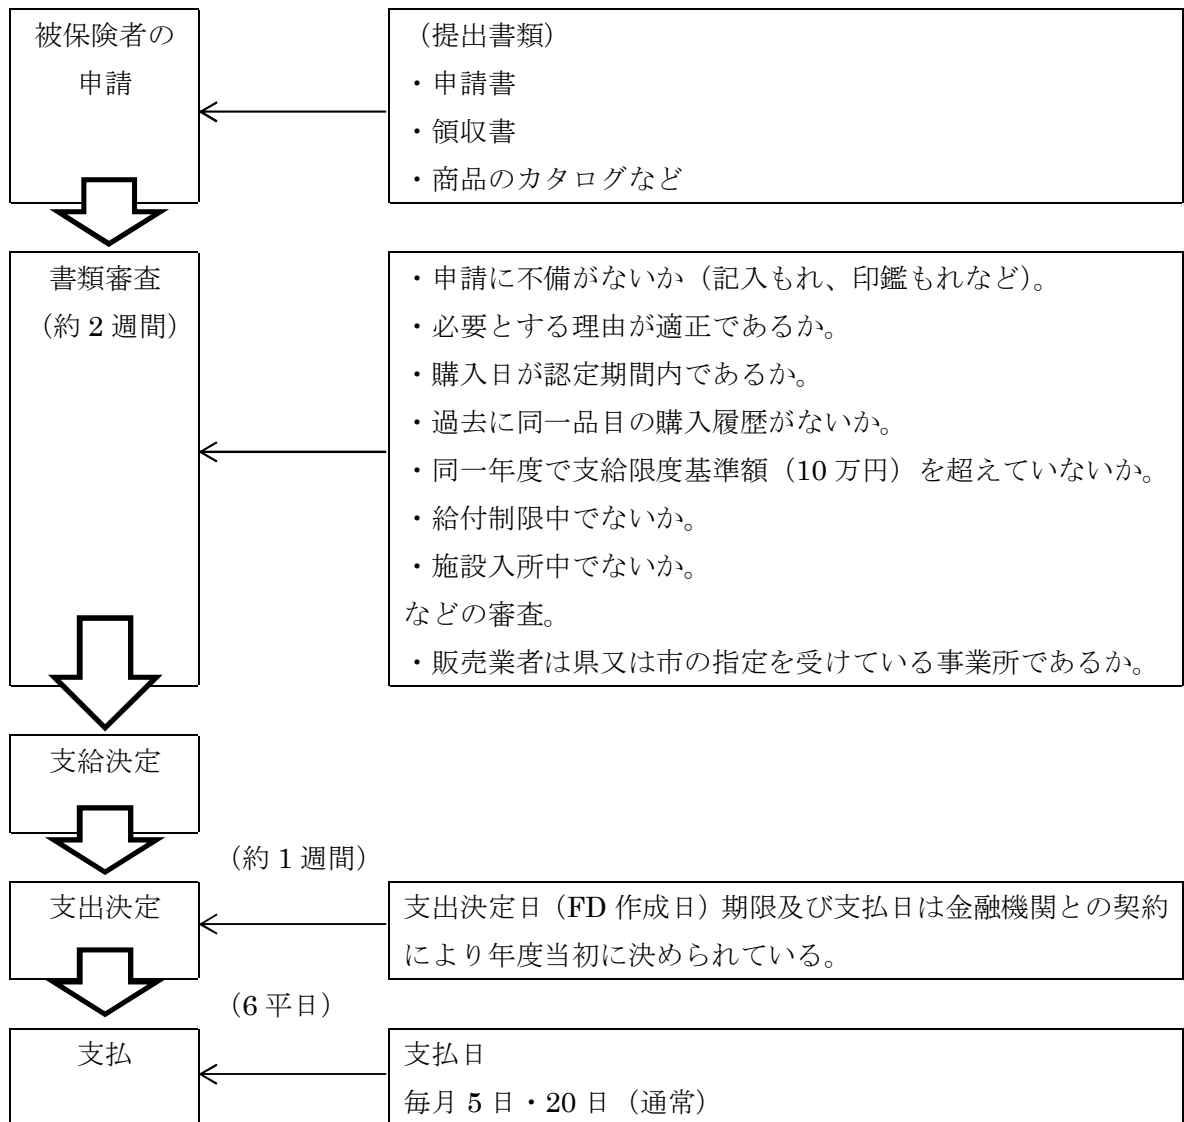 被保険者の
申請
(提出書類)
・申請書
・領収書
・商品のカタログなど
書類審査
(約 2 週間)
・申請に不備がないか(記入もれ、印鑑もれなど)。
・必要とする理由が適正であるか。
・購入日が認定期間内であるか。
・過去に同一品目の購入履歴がないか。
・同一年度で支給限度基準額(10 万円)を超えていないか。
・給付制限中でないか。
・施設入所中でないか。
などの審査。
・販売業者は県又は市の指定を受けている事業所であるか。
支給決定
(約 1 週間)
支出決定
支出決定日(FD 作成日)期限及び支払日は金融機関との契約
により年度当初に決められている。
(6 平日)
支払
支払日
毎月 5 日・20 日(通常)